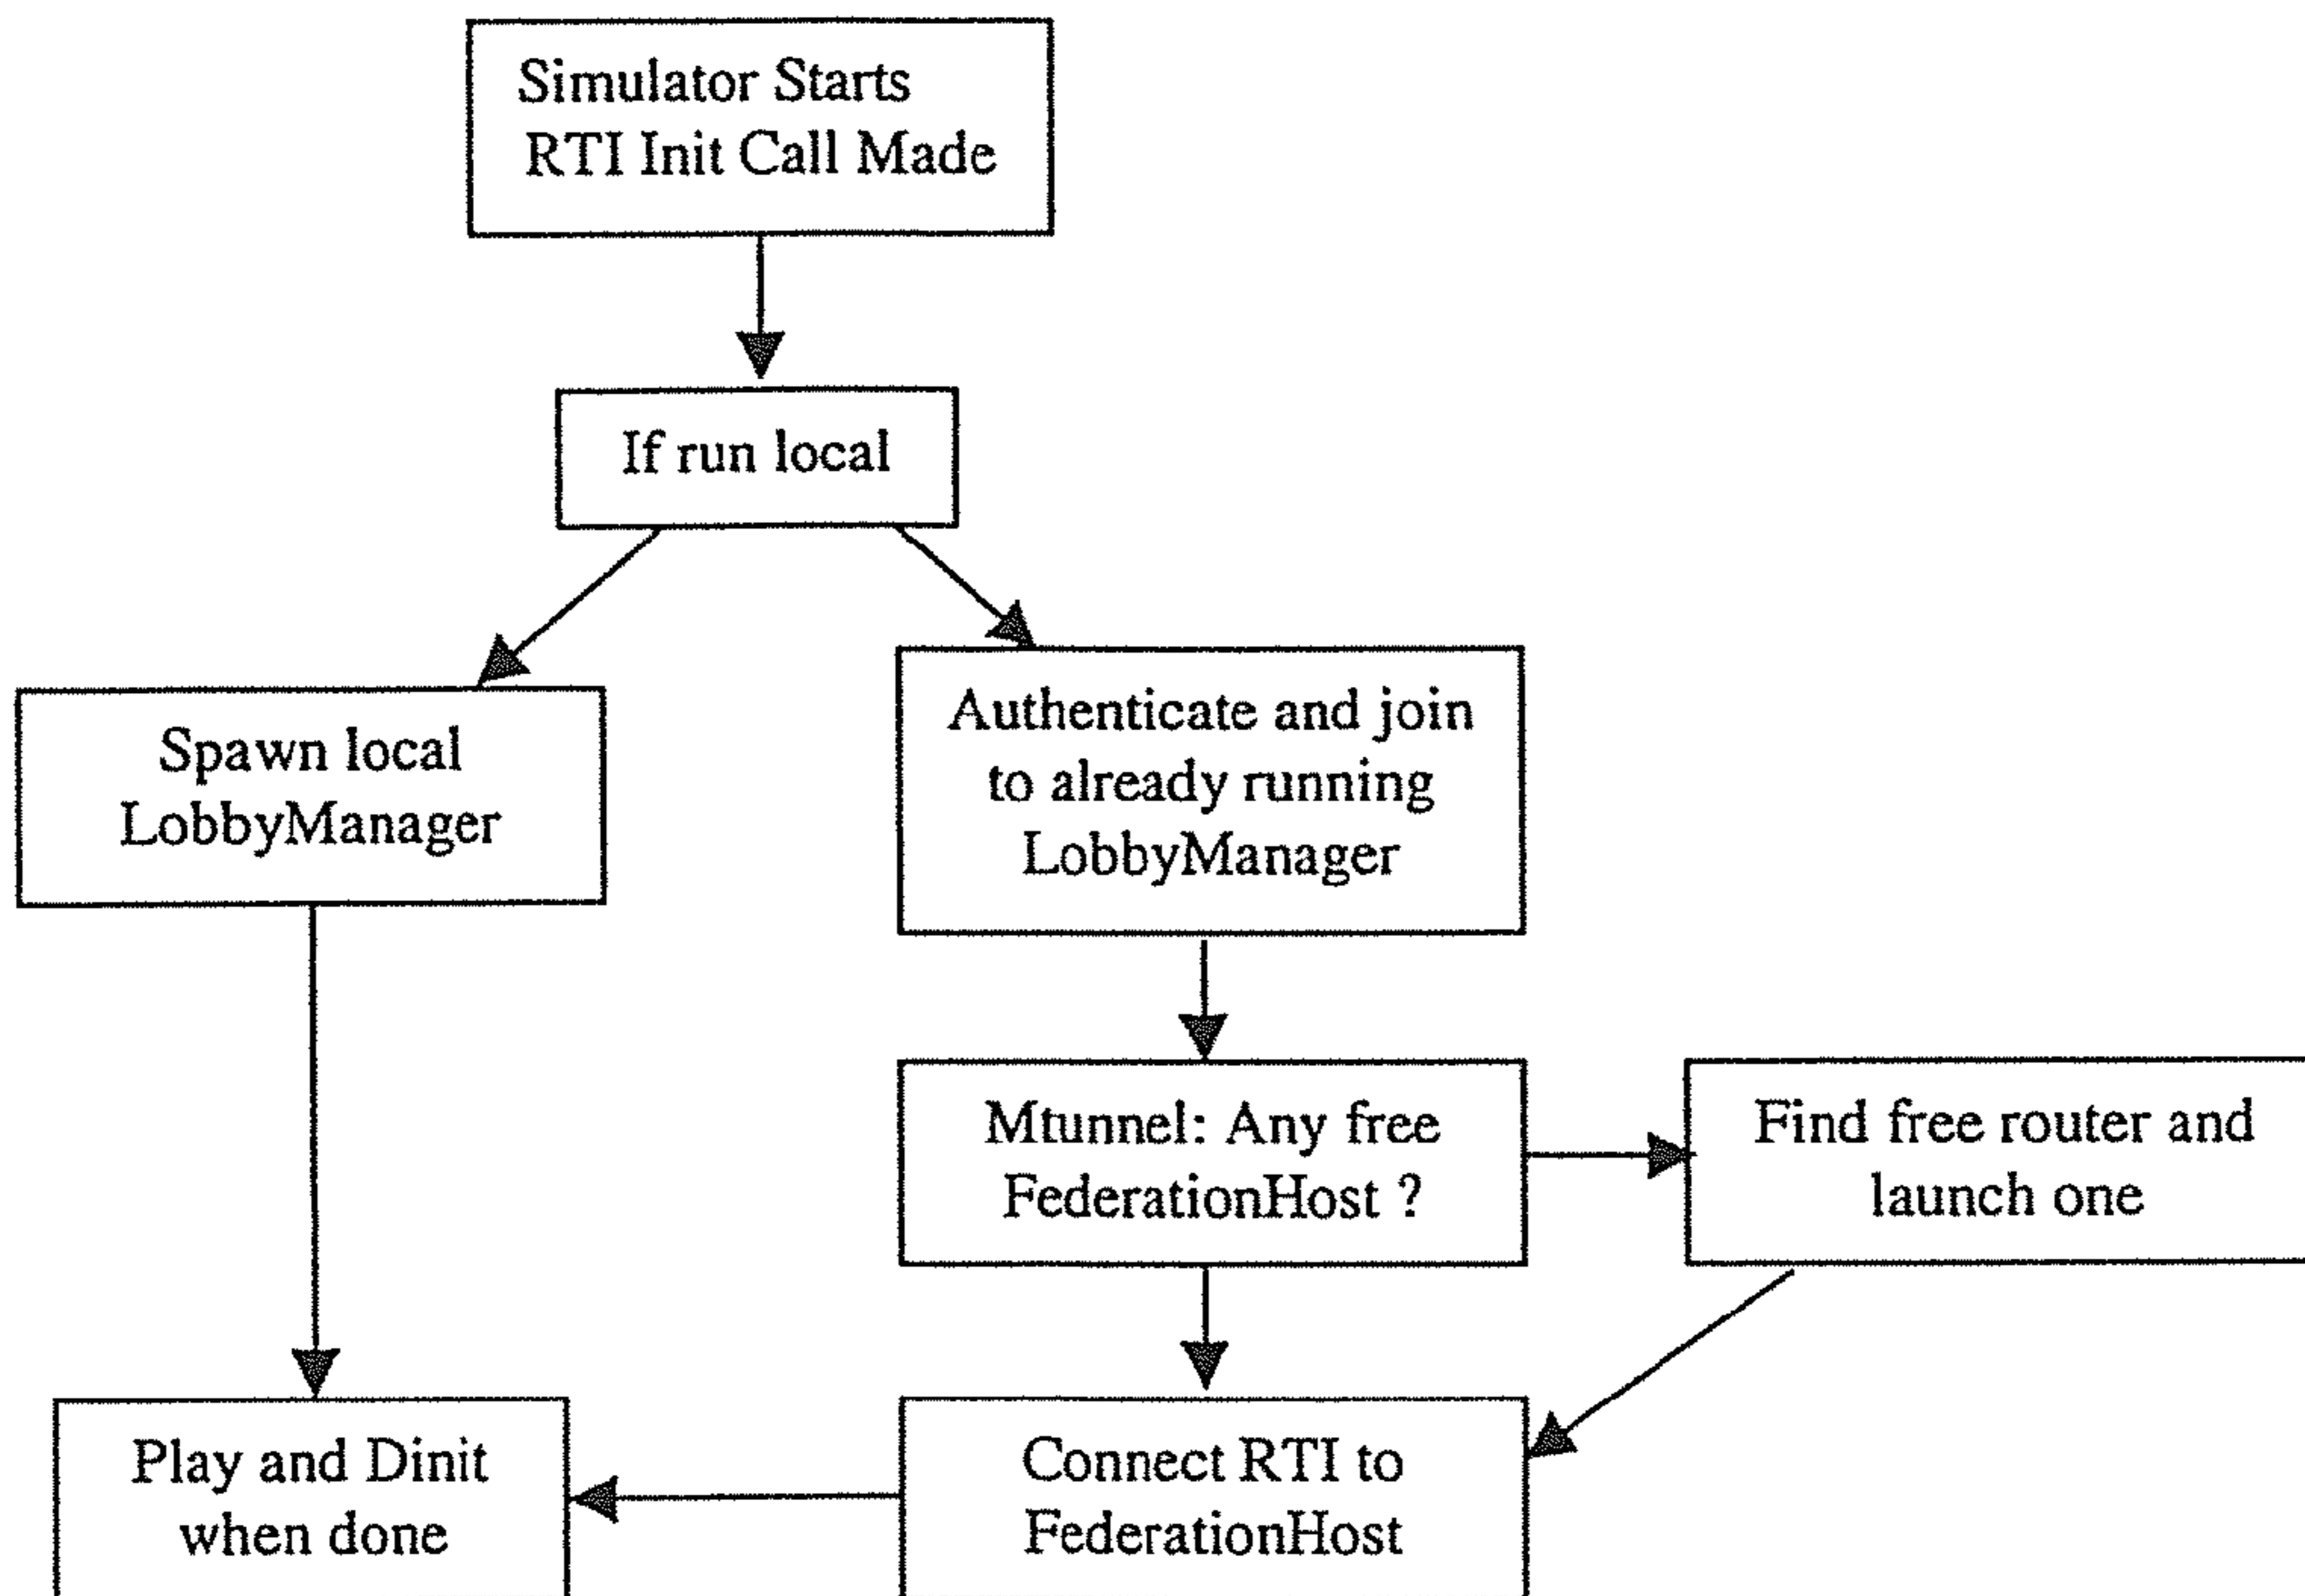 Simulator Starts
RTI Init Call Made
If run local
Spawn local
LobbyManager
Authenticate and join
to already running
LobbyManager
Mtunnel: Any free
FederationHost ?
Find free router and
launch one
Play and Dinit
when done
Connect RTI to
FederationHost